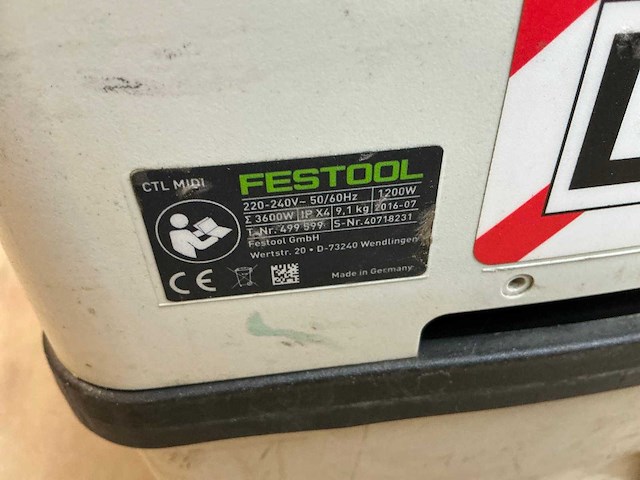 CTL MIDI
FESTOOL
220-240V~ 50/60Hz 1200W
Σ 3600W IP X4 9,1 kg 2016-07
T.-Nr. 499 599 S-Nr. 40718231
Festool GmbH
Wertstr. 20 • D-73240 Wendlingen
CE
Made in Germany